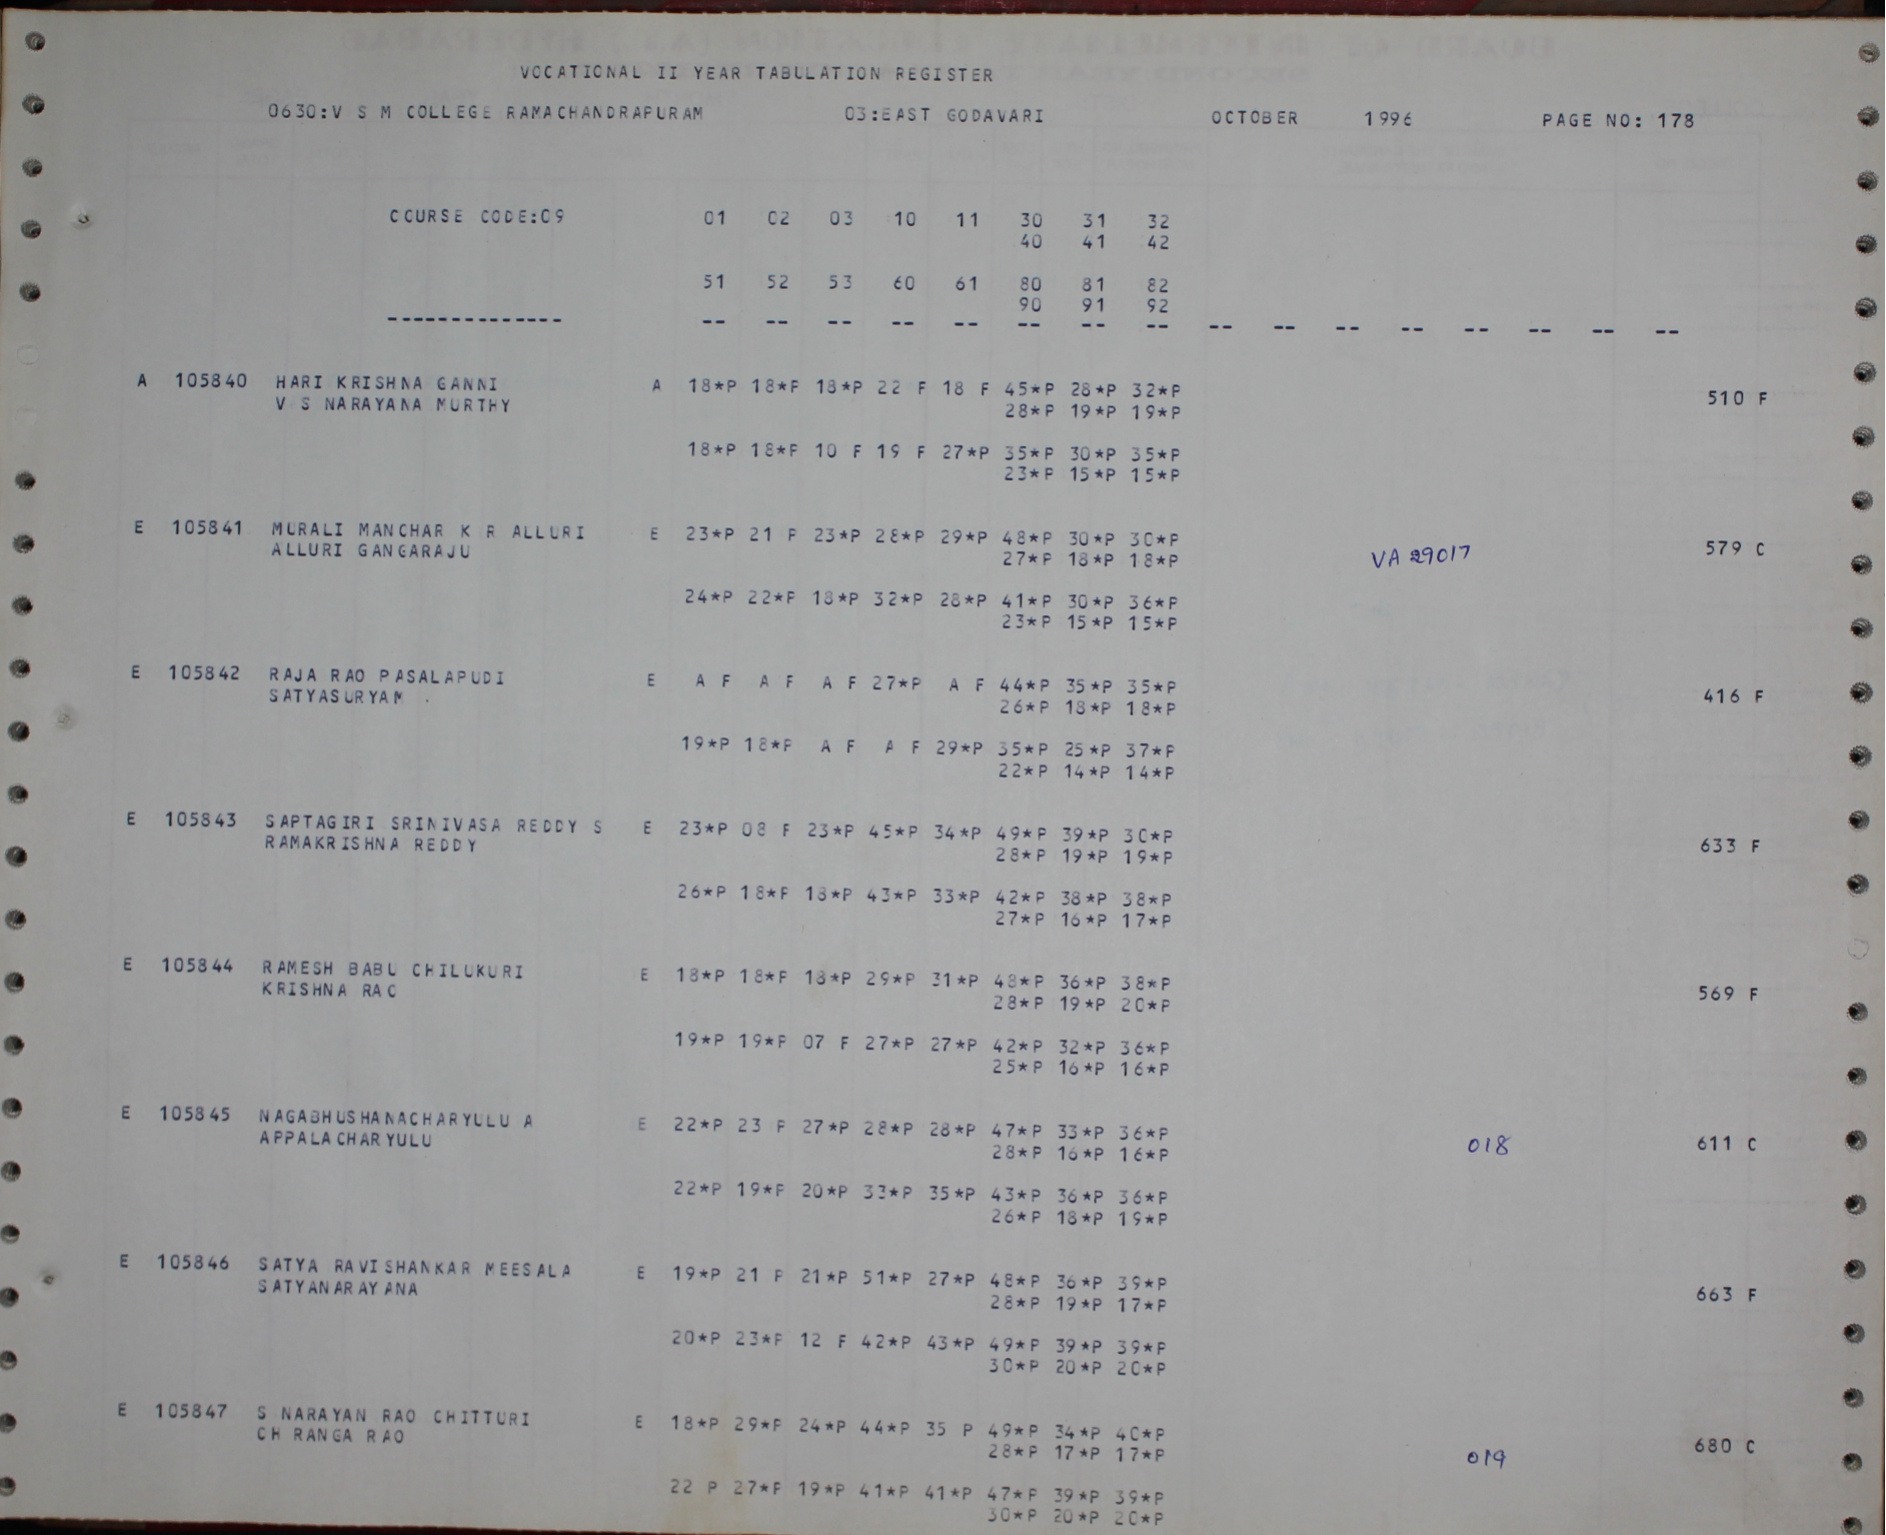 VOCATIONAL II YEAR TABULATION REGISTER
0630:V S M COLLEGE RAMACHANDRAPURAM 03:EAST GODAVARI OCTOBER 1996 PAGE NO: 178
COURSE CODE:09 01 02 03 10 11 30 31 32
40 41 42
51 52 53 60 61 80 81 82
90 91 92
-------------- -- -- -- -- -- -- -- -- -- -- -- -- -- -- -- --
A 105840 HARI KRISHNA GANNI A 18*P 18*P 18*P 22 F 18 F 45*P 28*P 32*P
V S NARAYANA MURTHY 28*P 19*P 19*P 510 F
18*P 18*P 10 F 19 F 27*P 35*P 30*P 35*P
23*P 15*P 15*P
E 105841 MURALI MANCHAR K R ALLURI E 23*P 21 P 23*P 28*P 29*P 48*P 30*P 30*P
ALLURI GANGARAJU 27*P 18*P 18*P VA 29017 579 C
24*P 22*P 18*P 32*P 28*P 41*P 30*P 36*P
23*P 15*P 15*P
E 105842 RAJA RAO PASALAPUDI E A F A F A F 27*P A F 44*P 35*P 35*P
SATYASURYAM . 26*P 18*P 18*P 416 F
19*P 18*P A F A F 29*P 35*P 25*P 37*P
22*P 14*P 14*P
E 105843 SAPTAGIRI SRINIVASA REDDY S E 23*P 08 F 23*P 45*P 34*P 49*P 39*P 30*P
RAMAKRISHNA REDDY 28*P 19*P 19*P 633 F
26*P 18*P 18*P 43*P 33*P 42*P 38*P 38*P
27*P 16*P 17*P
E 105844 RAMESH BABU CHILUKURI E 18*P 18*P 18*P 29*P 31*P 48*P 36*P 38*P
KRISHNA RAO 28*P 19*P 20*P 569 F
19*P 19*P 07 F 27*P 27*P 42*P 32*P 36*P
25*P 16*P 16*P
E 105845 NAGABHUSHANACHARYULU A E 22*P 23 P 27*P 28*P 28*P 47*P 33*P 36*P
APPALACHARYULU 28*P 16*P 16*P 018 611 C
22*P 19*P 20*P 33*P 35*P 43*P 36*P 36*P
26*P 18*P 19*P
E 105846 SATYA RAVISHANKAR MEESALA E 19*P 21 P 21*P 51*P 27*P 48*P 36*P 39*P
SATYANARAYANA 28*P 19*P 17*P 663 F
20*P 23*P 12 F 42*P 43*P 49*P 39*P 39*P
30*P 20*P 20*P
E 105847 S NARAYAN RAO CHITTURI E 18*P 29*P 24*P 44*P 35 P 49*P 34*P 40*P
CH RANGA RAO 28*P 17*P 17*P 019 680 C
22 P 27*P 19*P 41*P 41*P 47*P 39*P 39*P
30*P 20*P 20*P